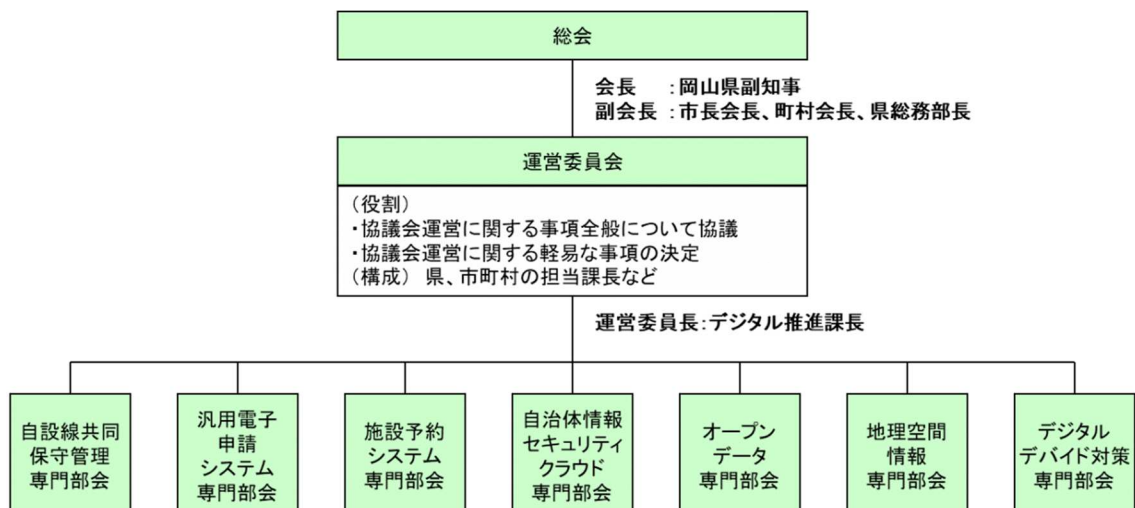 総会
会長　：岡山県副知事
副会長：市長会長、町村会長、県総務部長
運営委員会
（役割）
・協議会運営に関する事項全般について協議
・協議会運営に関する軽易な事項の決定
（構成） 県、市町村の担当課長など
運営委員長：デジタル推進課長
自設線共同
保守管理
専門部会
汎用電子
申請
システム
専門部会
施設予約
システム
専門部会
自治体情報
セキュリティ
クラウド
専門部会
オープン
データ
専門部会
地理空間
情報
専門部会
デジタル
デバイド対策
専門部会